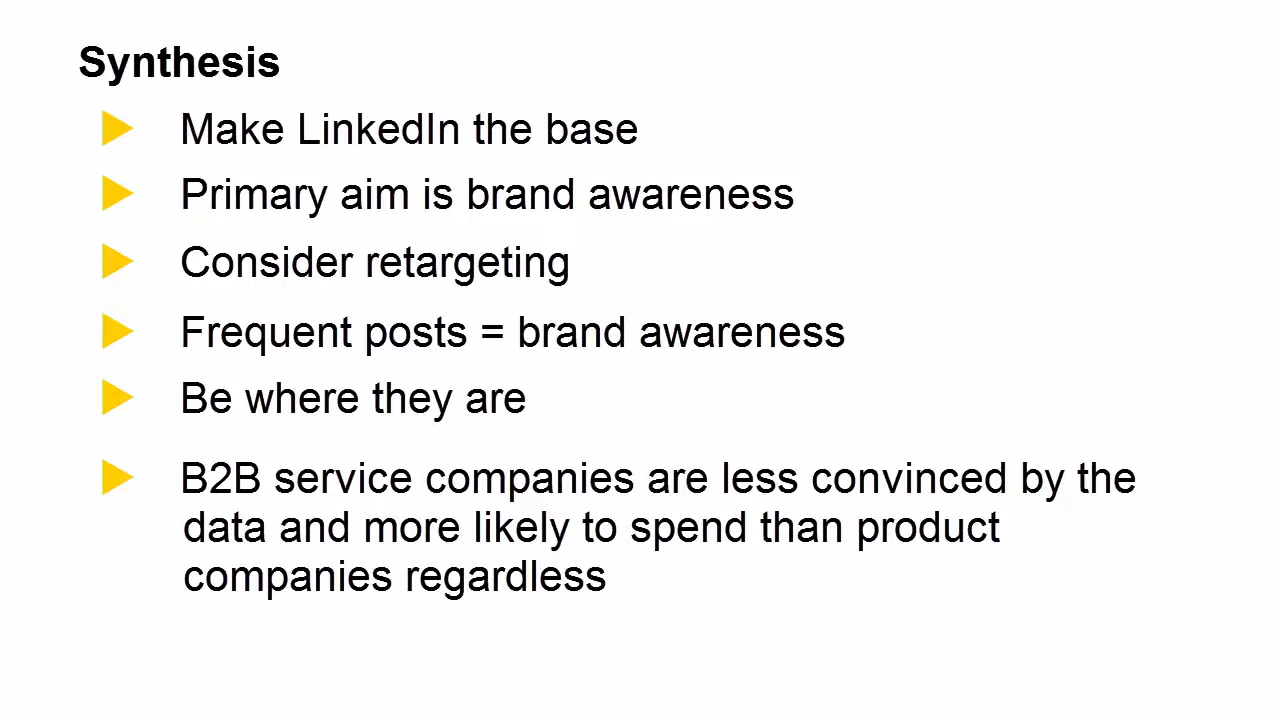 Synthesis
Make LinkedIn the base
Primary aim is brand awareness
Consider retargeting
Frequent posts = brand awareness
Be where they are
B2B service companies are less convinced by the
data and more likely to spend than product
companies regardless